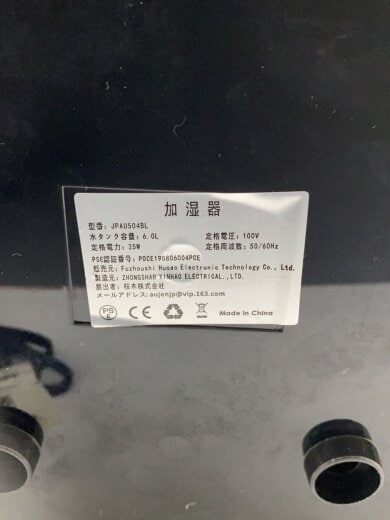 加湿器
型番: JPAU504BL
水タンク容量: 6.0L 定格電圧: 100V
定格電力: 25W 定格周波数: 50/60Hz
PSE認証番号: PDCE190806004PCE
販売元: Fuzhoushi Huoao Electronic Technology Co., Ltd.
製造元: ZHONGSHAN XINHAO ELECTRICAL.,LTD.
届出者: 桜木株式会社
メールアドレス: aujenjp@vip.163.com
PS E CE Made in China